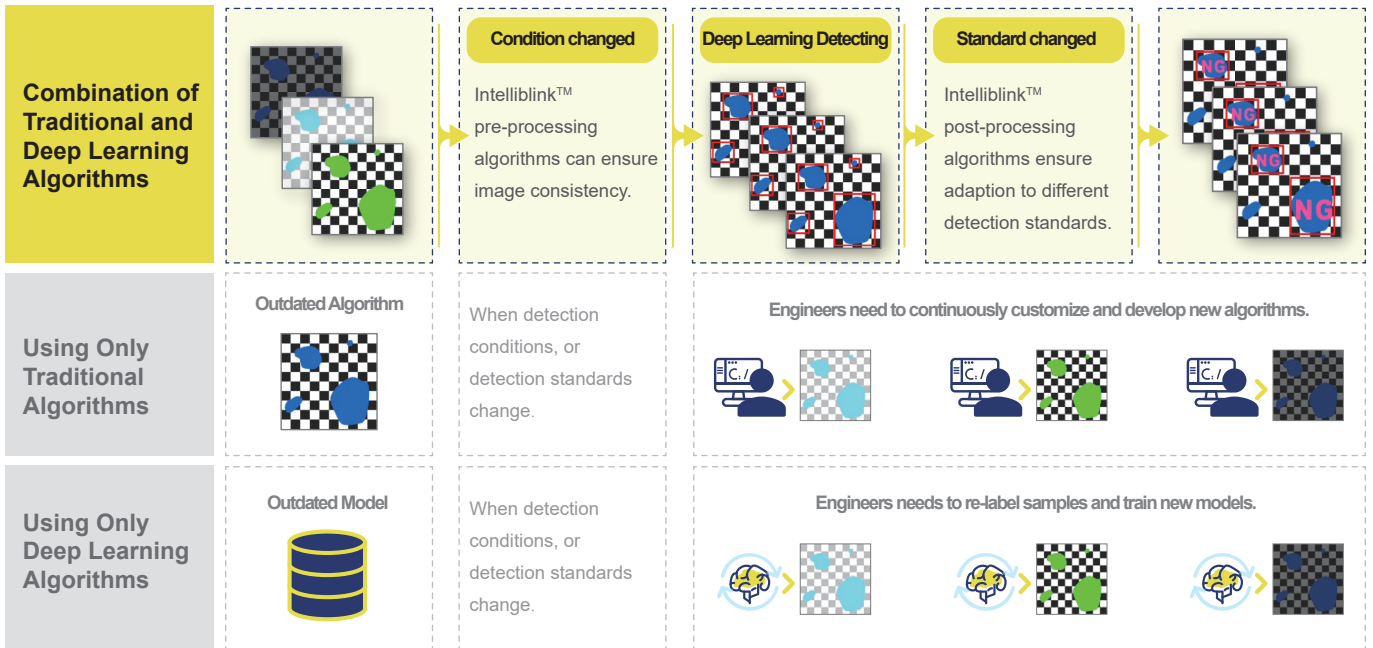 Combination of
Traditional and
Deep Learning
Algorithms
Condition changed
Intelliblink™
pre-processing
algorithms can ensure
image consistency.
Deep Learning Detecting
Standard changed
Intelliblink™
post-processing
algorithms ensure
adaption to different
detection standards.
NG
NG
NG
NG
NG
Using Only
Traditional
Algorithms
Outdated Algorithm
When detection
conditions, or
detection standards
change.
Engineers need to continuously customize and develop new algorithms.
C:/
C:/
C:/
Using Only
Deep Learning
Algorithms
Outdated Model
When detection
conditions, or
detection standards
change.
Engineers needs to re-label samples and train new models.